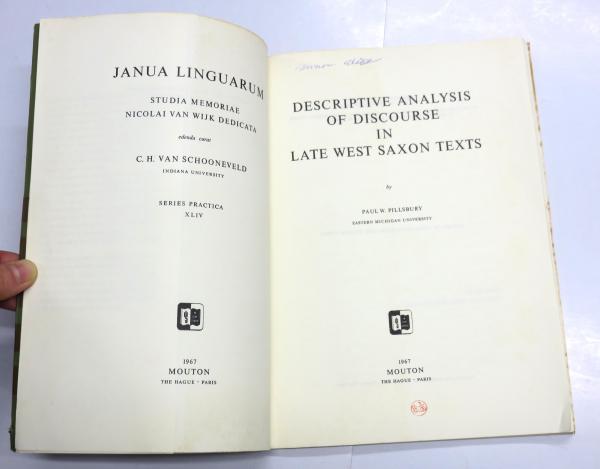 JANUA LINGUARUM
STUDIA MEMORIAE
NICOLAI VAN WIJK DEDICATA
edenda curat
C. H. VAN SCHOONEVELD
INDIANA UNIVERSITY
SERIES PRACTICA
XLIV
1967
MOUTON
THE HAGUE · PARIS
DESCRIPTIVE ANALYSIS
OF DISCOURSE
IN
LATE WEST SAXON TEXTS
by
PAUL W. PILLSBURY
EASTERN MICHIGAN UNIVERSITY
1967
MOUTON
THE HAGUE · PARIS